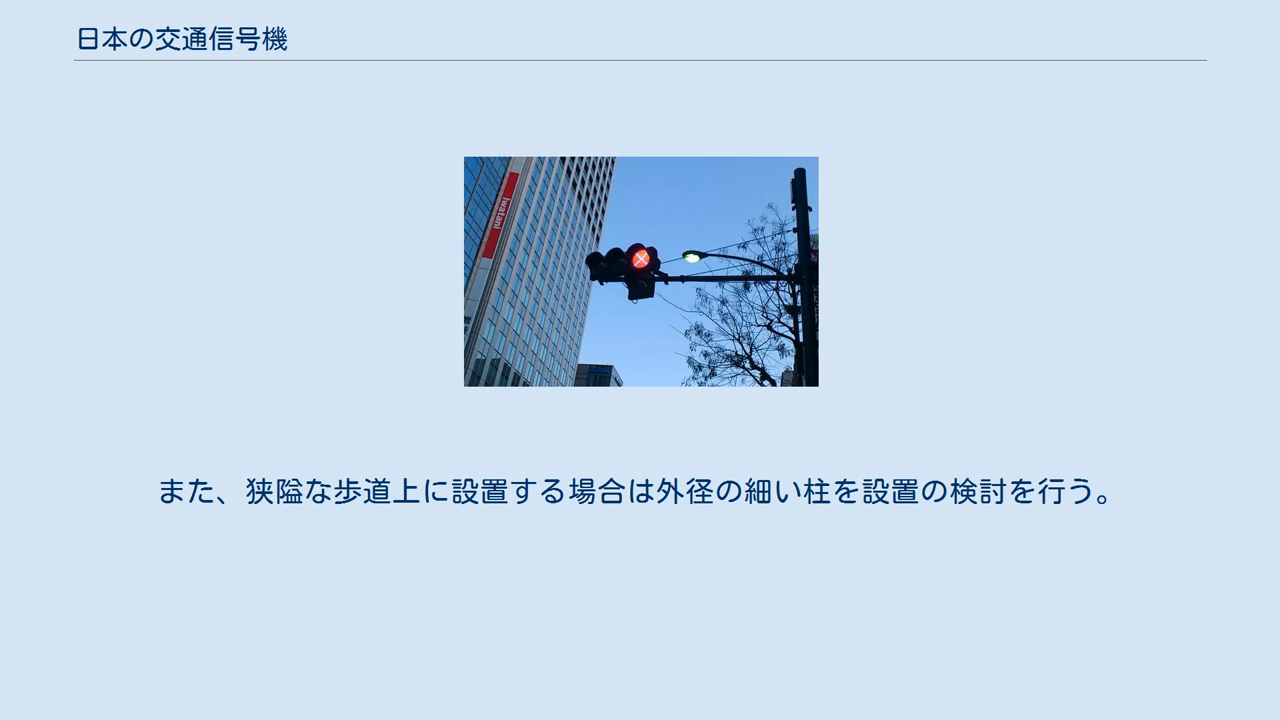 日本の交通信号機
Iwatani
また、狭隘な歩道上に設置する場合は外径の細い柱を設置の検討を行う。